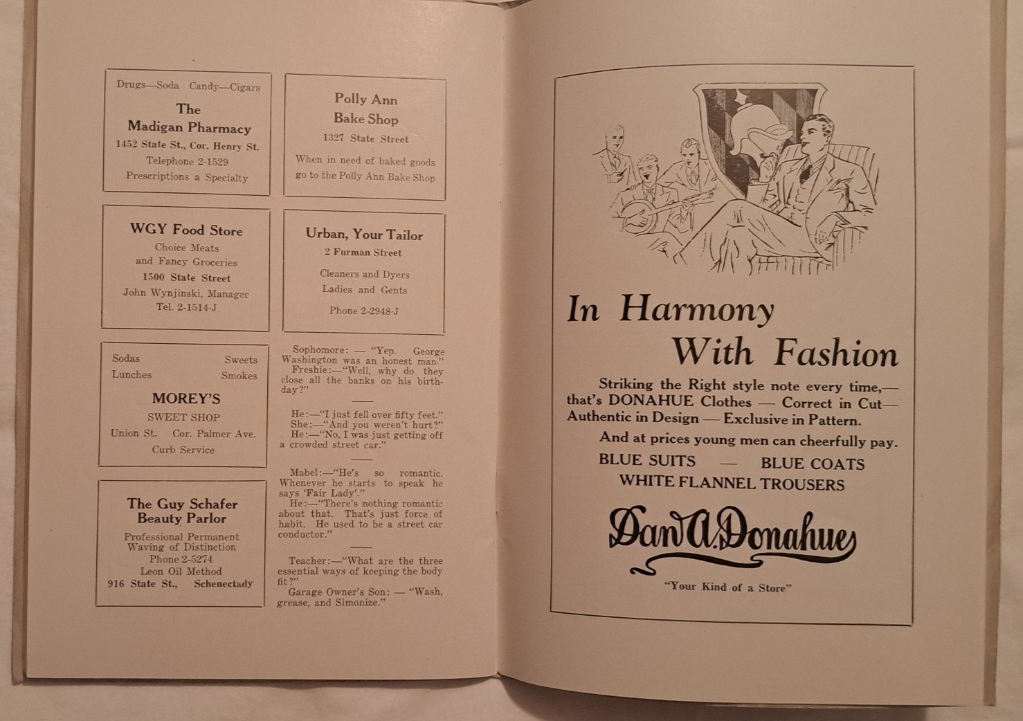 Drugs—Soda Candy—Cigars
The
Madigan Pharmacy
1452 State St., Cor. Henry St.
Telephone 2-1529
Prescriptions a Specialty
WGY Food Store
Choice Meats
and Fancy Groceries
1500 State Street
John Wynjinski, Manager
Tel. 2-1514-J
Sodas Sweets
Lunches Smokes
MOREY'S
SWEET SHOP
Union St. Cor. Palmer Ave.
Curb Service
The Guy Schafer
Beauty Parlor
Professional Permanent
Waving of Distinction
Phone 2-5274
Leon Oil Method
916 State St., Schenectady
Polly Ann
Bake Shop
1327 State Street
When in need of baked goods
go to the Polly Ann Bake Shop
Urban, Your Tailor
2 Furman Street
Cleaners and Dyers
Ladies and Gents
Phone 2-2948-J
Sophomore: — "Yep. George
Washington was an honest man."
Freshie:—"Well, why do they
close all the banks on his birth-
day?"
He:—"I just fell over fifty feet."
She:—"And you weren't hurt?"
He:—"No, I was just getting off
a crowded street car."
Mabel:—"He's so romantic.
Whenever he starts to speak he
says 'Fair Lady'."
He:—"There's nothing romantic
about that. That's just force of
habit. He used to be a street car
conductor."
Teacher:—"What are the three
essential ways of keeping the body
fit?"
Garage Owner's Son: — "Wash,
grease, and Simonize."
In Harmony
With Fashion
Striking the Right style note every time,—
that's DONAHUE Clothes — Correct in Cut—
Authentic in Design — Exclusive in Pattern.
And at prices young men can cheerfully pay.
BLUE SUITS — BLUE COATS
WHITE FLANNEL TROUSERS
Dan A. Donahue
"Your Kind of a Store"